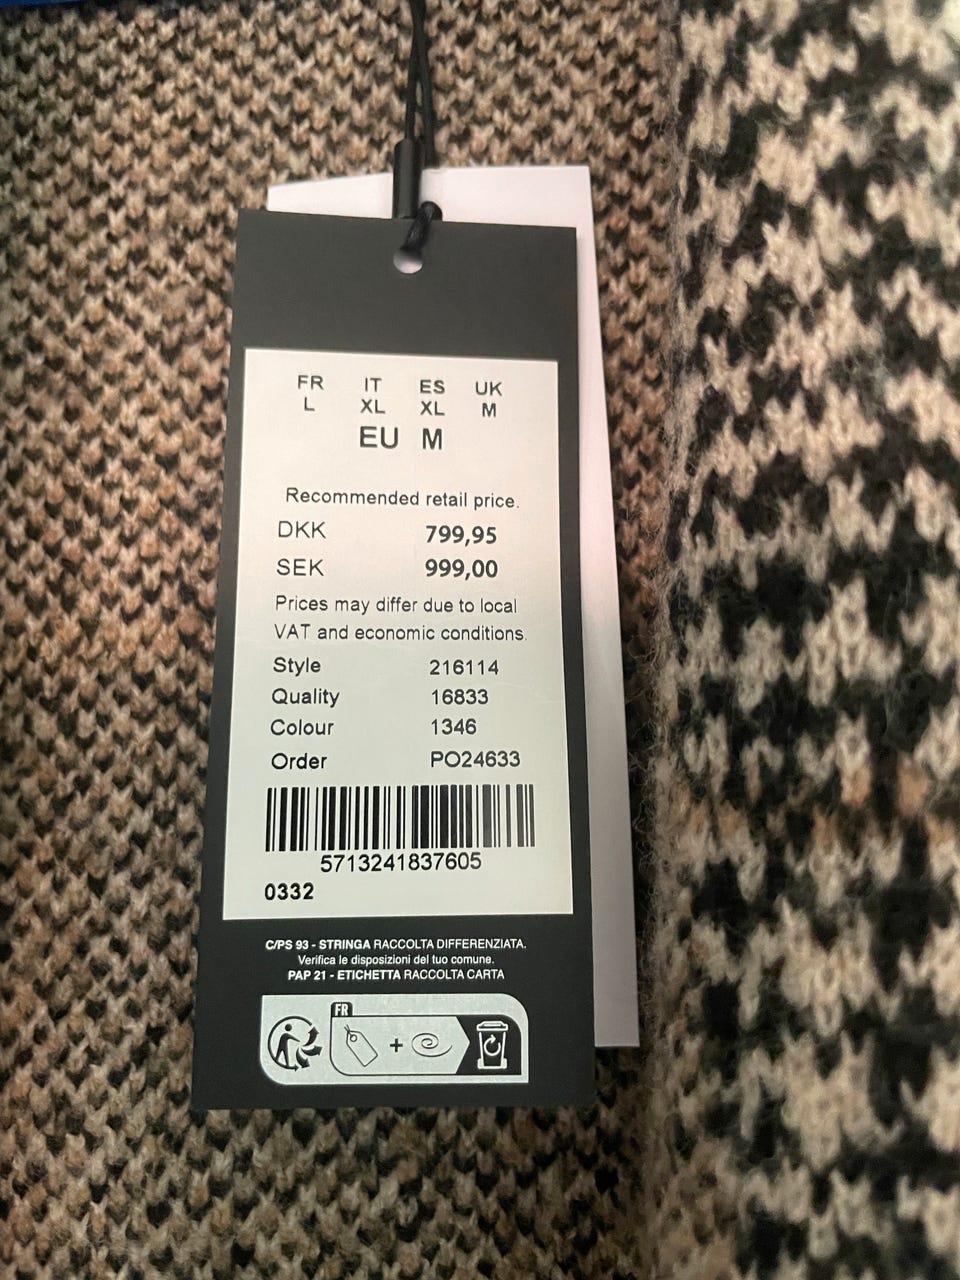 FR IT ES UK
L XL XL M
EU M
Recommended retail price.
DKK 799,95
SEK 999,00
Prices may differ due to local
VAT and economic conditions.
Style 216114
Quality 16833
Colour 1346
Order PO24633
5713241837605
0332
C/PS 93 - STRINGA RACCOLTA DIFFERENZIATA.
Verifica le disposizioni del tuo comune.
PAP 21 - ETICHETTA RACCOLTA CARTA
FR
+